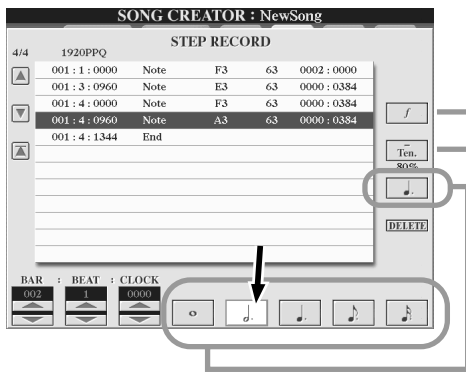 SONG CREATOR : NewSong
STEP RECORD
4/4 1920PPQ
001 : 1 : 0000 Note F3 63 0002 : 0000
001 : 3 : 0960 Note E3 63 0000 : 0384
001 : 4 : 0000 Note F3 63 0000 : 0384
001 : 4 : 0960 Note A3 63 0000 : 0384
001 : 4 : 1344 End
f
Ten.
80%
DELETE
BAR : BEAT : CLOCK
002 1 0000